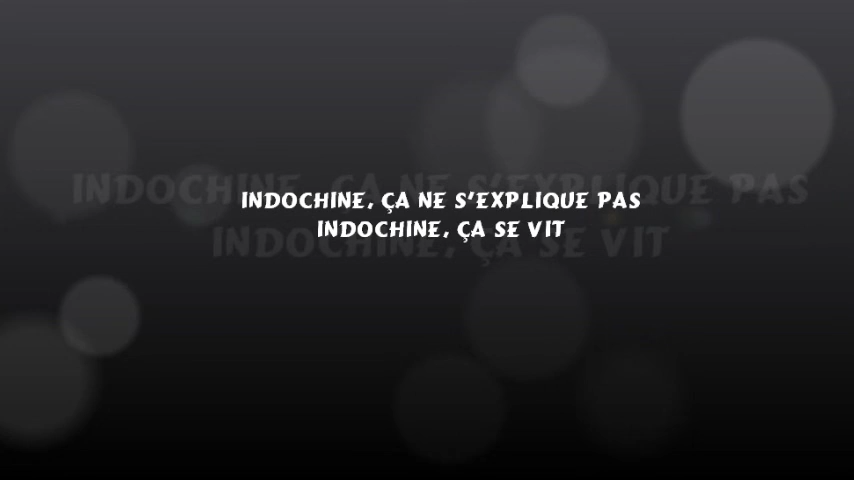 INDOCHINE, ÇA NE S'EXPLIQUE PAS
INDOCHINE, ÇA SE VIT